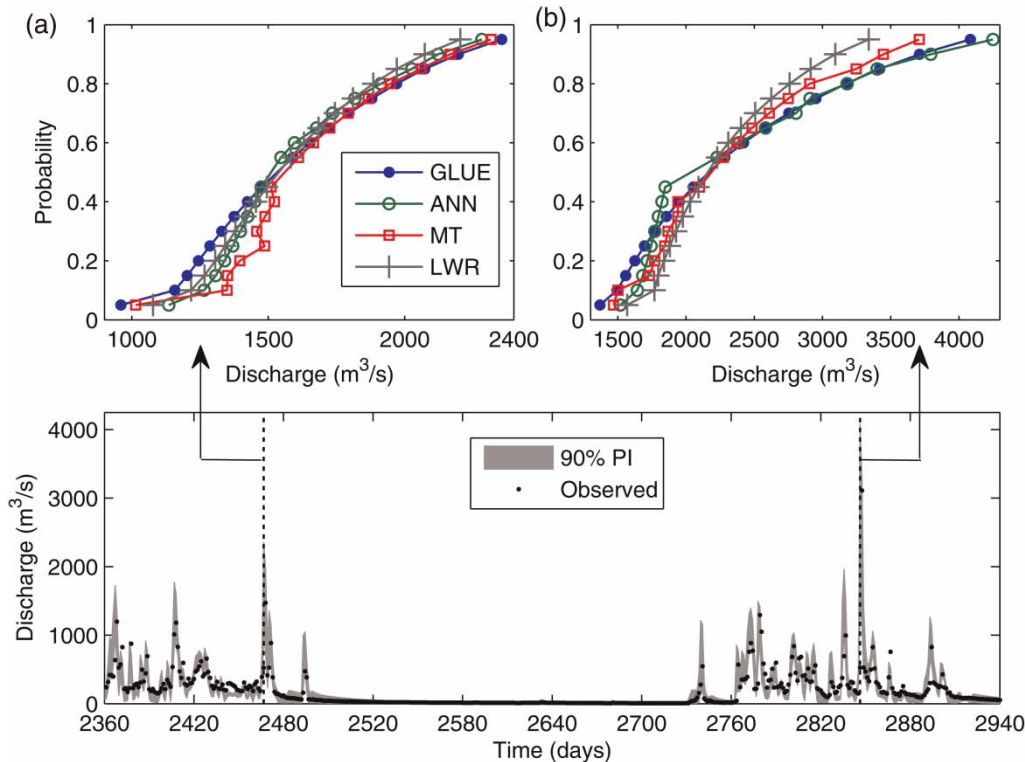 (a)
(b)
Probability
1
0.8
0.6
0.4
0.2
0
GLUE
ANN
MT
LWR
1000 1500 2000 2400
Discharge (m³/s)
1
0.8
0.6
0.4
0.2
0
1500 2000 2500 3000 3500 4000
Discharge (m³/s)
Discharge (m³/s)
4000
3000
2000
1000
0
90% PI
Observed
2360 2420 2480 2520 2580 2640 2700 2760 2820 2880 2940
Time (days)